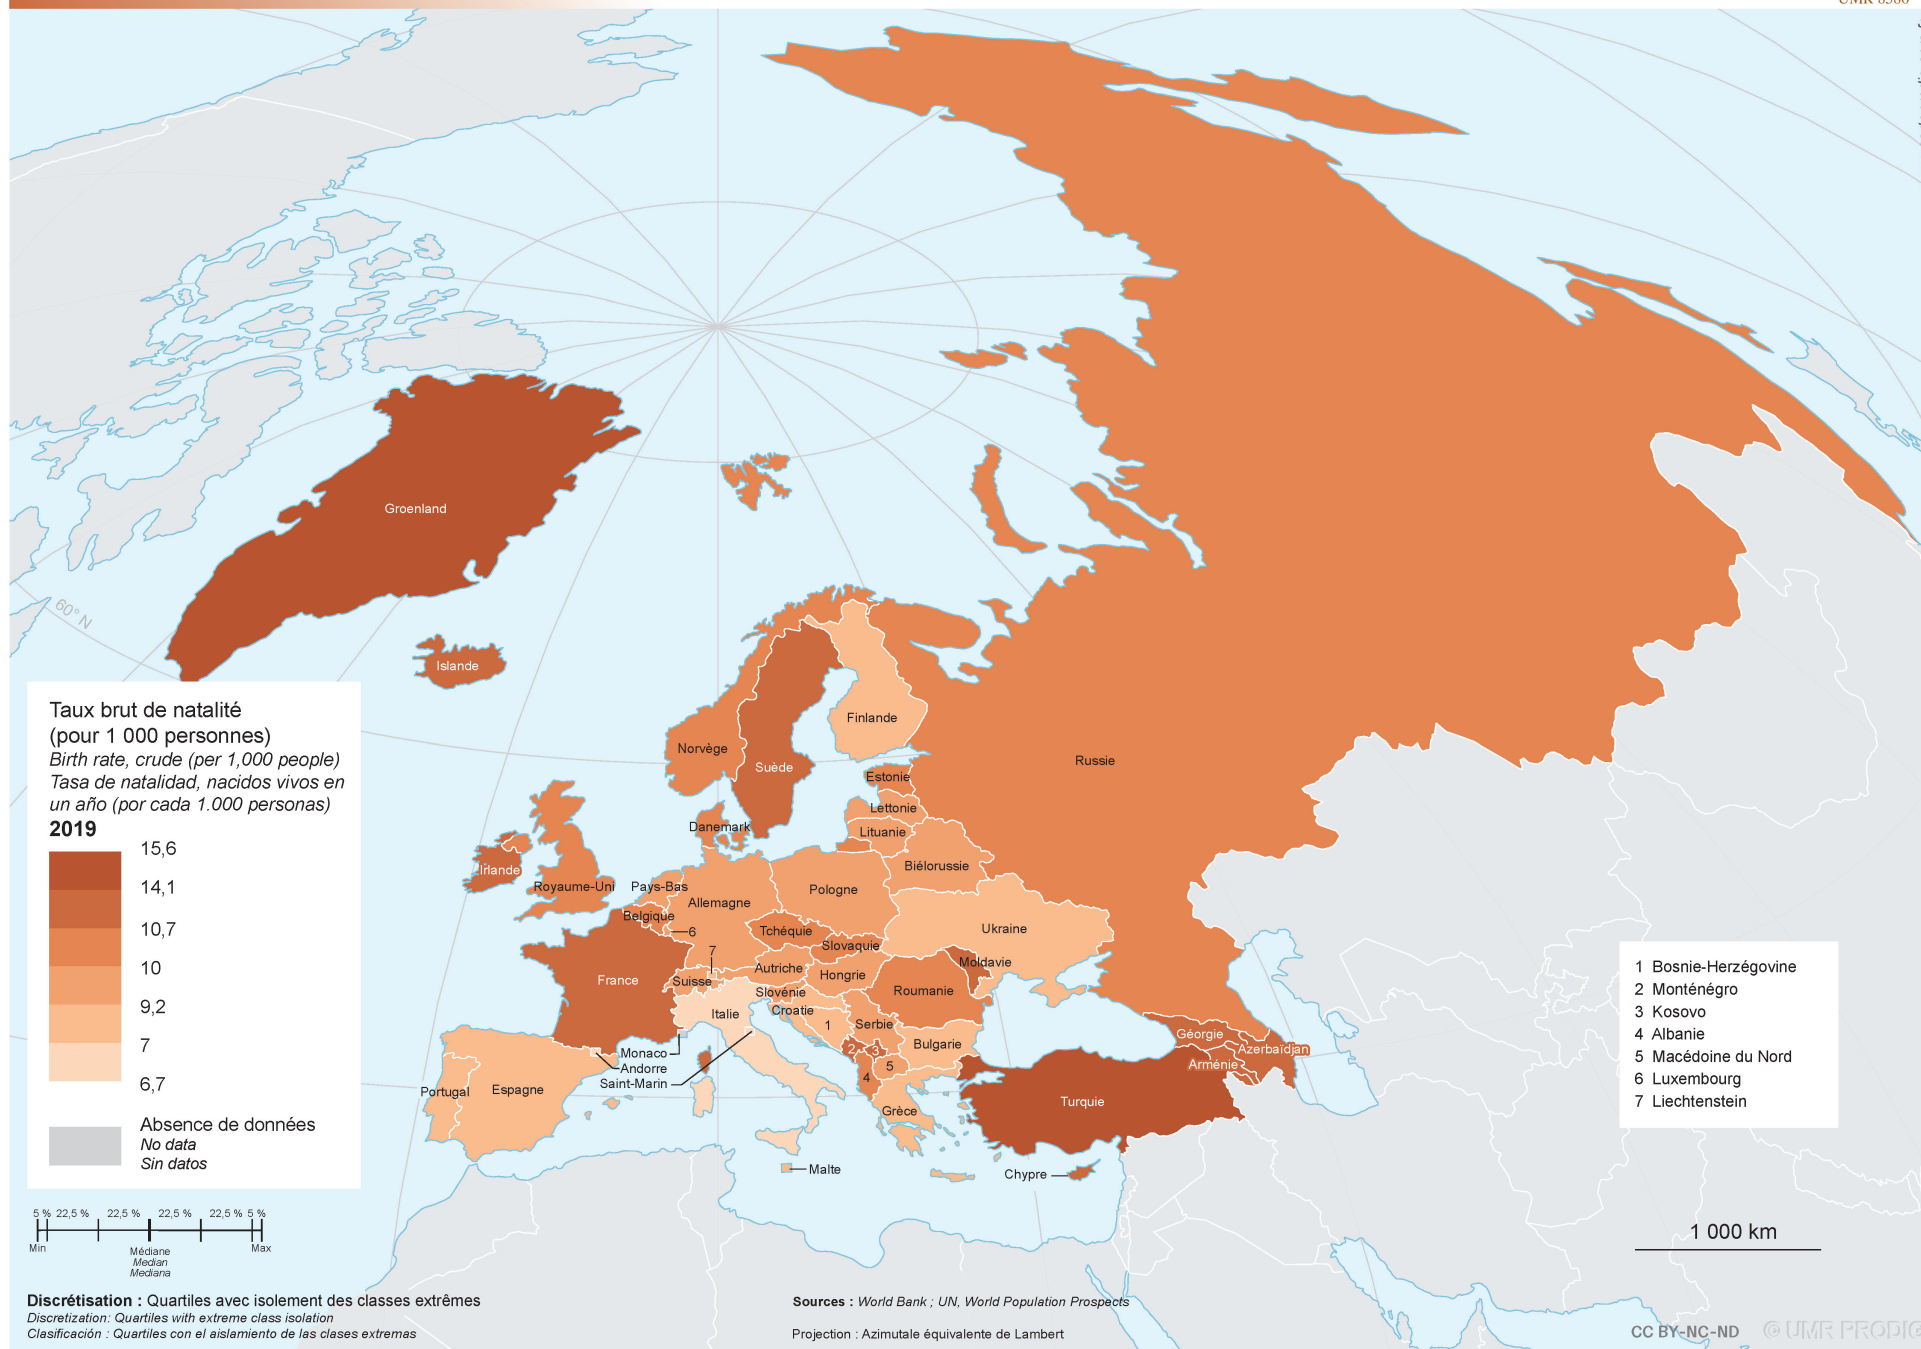 UMR 8586
Groenland
60° N
Islande
Finlande
Norvège
Suède
Russie
Estonie
Lettonie
Danemark
Lituanie
Irlande
Biélorussie
Royaume-Uni
Pays-Bas
Pologne
Allemagne
Belgique
Ukraine
Tchéquie
6
Slovaquie
7
Moldavie
Autriche
Hongrie
France
Suisse
Roumanie
Slovénie
Croatie
Italie
1
Serbie
Géorgie
Bulgarie
Azerbaïdjan
2
3
Monaco
Arménie
Andorre
5
4
Saint-Marin
Portugal
Espagne
Turquie
Grèce
Malte
Chypre
Taux brut de natalité
(pour 1 000 personnes)
Birth rate, crude (per 1,000 people)
Tasa de natalidad, nacidos vivos en
un año (por cada 1.000 personas)
2019
15,6
14,1
10,7
10
9,2
7
6,7
Absence de données
No data
Sin datos
1 Bosnie-Herzégovine
2 Monténégro
3 Kosovo
4 Albanie
5 Macédoine du Nord
6 Luxembourg
7 Liechtenstein
5 % 22,5 % 22,5 % 22,5 % 22,5 % 5 %
Min
Médiane
Median
Mediana
Max
1 000 km
Discrétisation : Quartiles avec isolement des classes extrêmes
Discretization: Quartiles with extreme class isolation
Clasificación : Quartiles con el aislamiento de las clases extremas
Sources : World Bank ; UN, World Population Prospects
Projection : Azimutale équivalente de Lambert
CC BY-NC-ND © UMR PRODIG